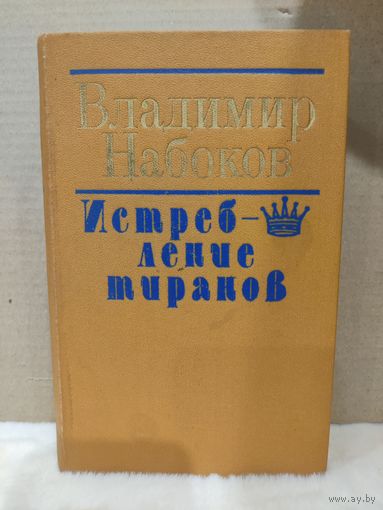 Владимир
Набоков
Истреб-
ление
тиранов
www.ay.by